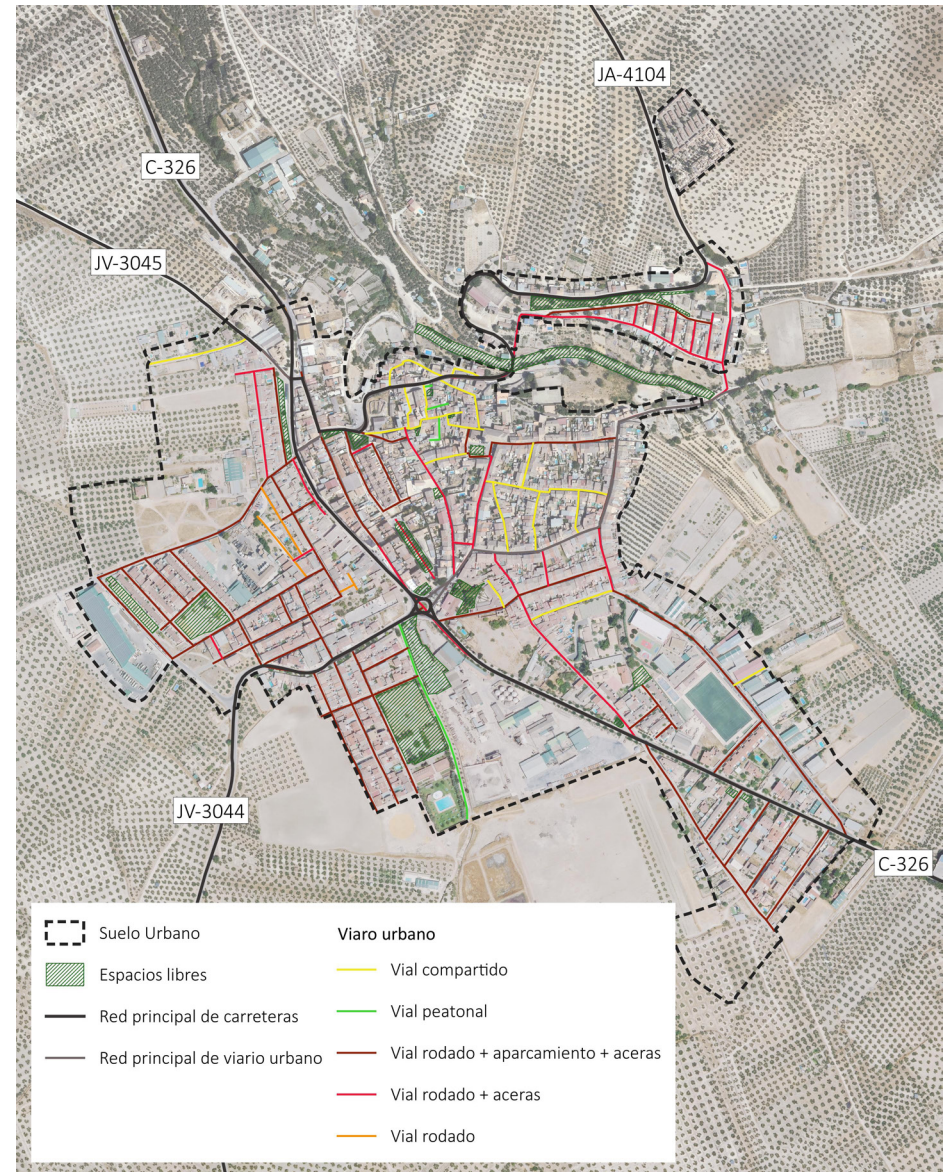 JA-4104
C-326
JV-3045
JV-3044
C-326
Suelo Urbano
Espacios libres
Red principal de carreteras
Red principal de viario urbano
Viaro urbano
Vial compartido
Vial peatonal
Vial rodado + aparcamiento + aceras
Vial rodado + aceras
Vial rodado